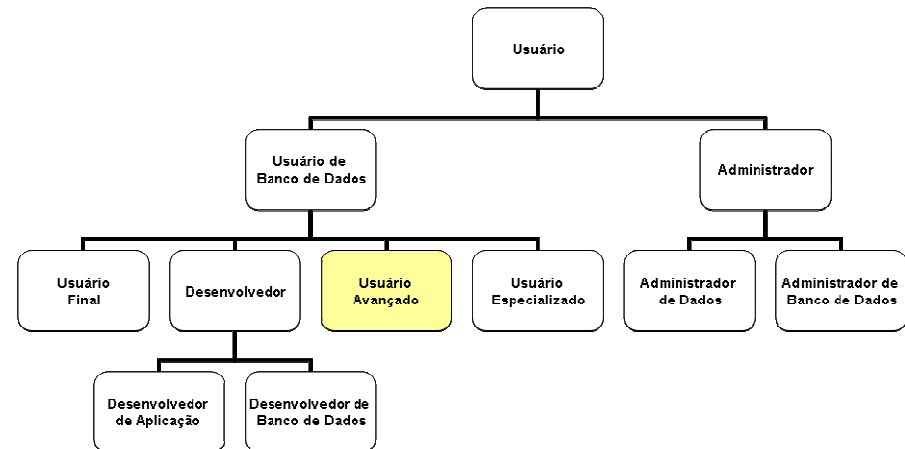 Usuário
Usuário de
Banco de Dados
Administrador
Usuário
Final
Desenvolvedor
Usuário
Avançado
Usuário
Especializado
Administrador
de Dados
Administrador de
Banco de Dados
Desenvolvedor
de Aplicação
Desenvolvedor de
Banco de Dados